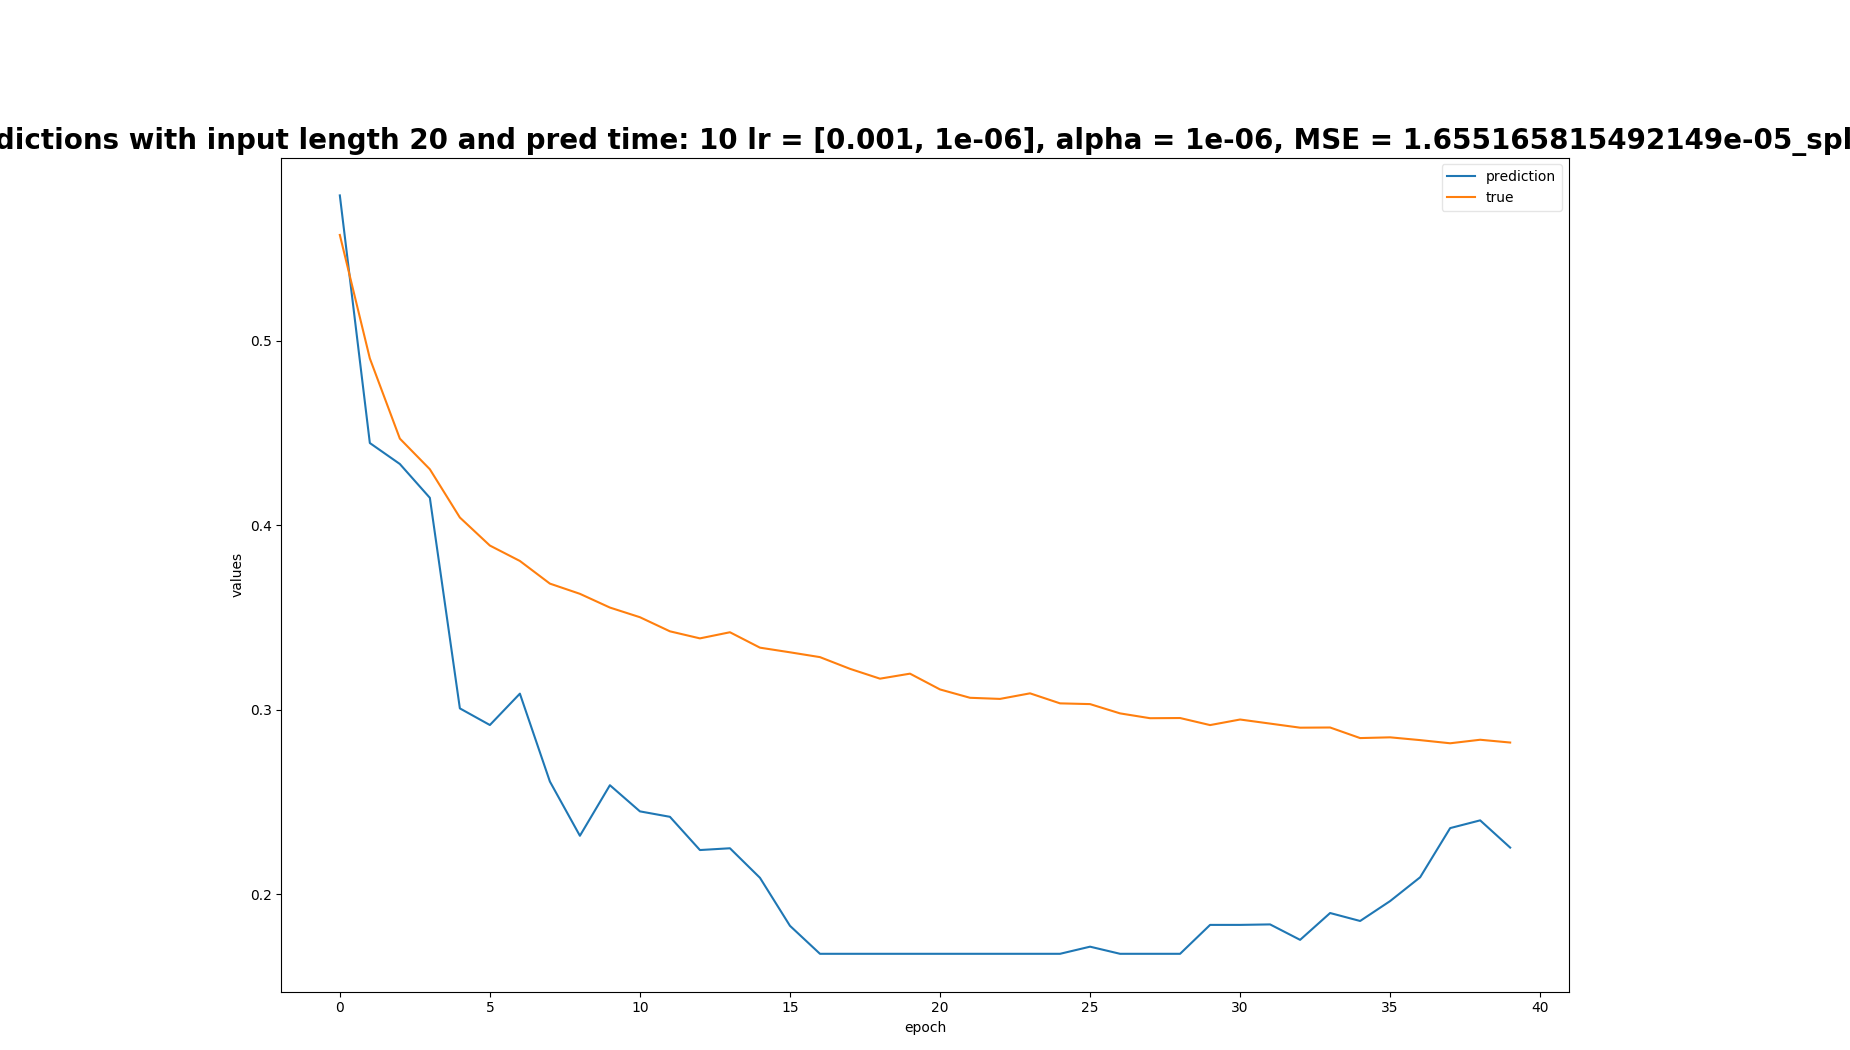 dictions with input length 20 and pred time: 10 lr = [0.001, 1e-06], alpha = 1e-06, MSE = 1.655165815492149e-05_spl
prediction
true
0.5
0.4
0.3
0.2
values
0 5 10 15 20 25 30 35 40
epoch